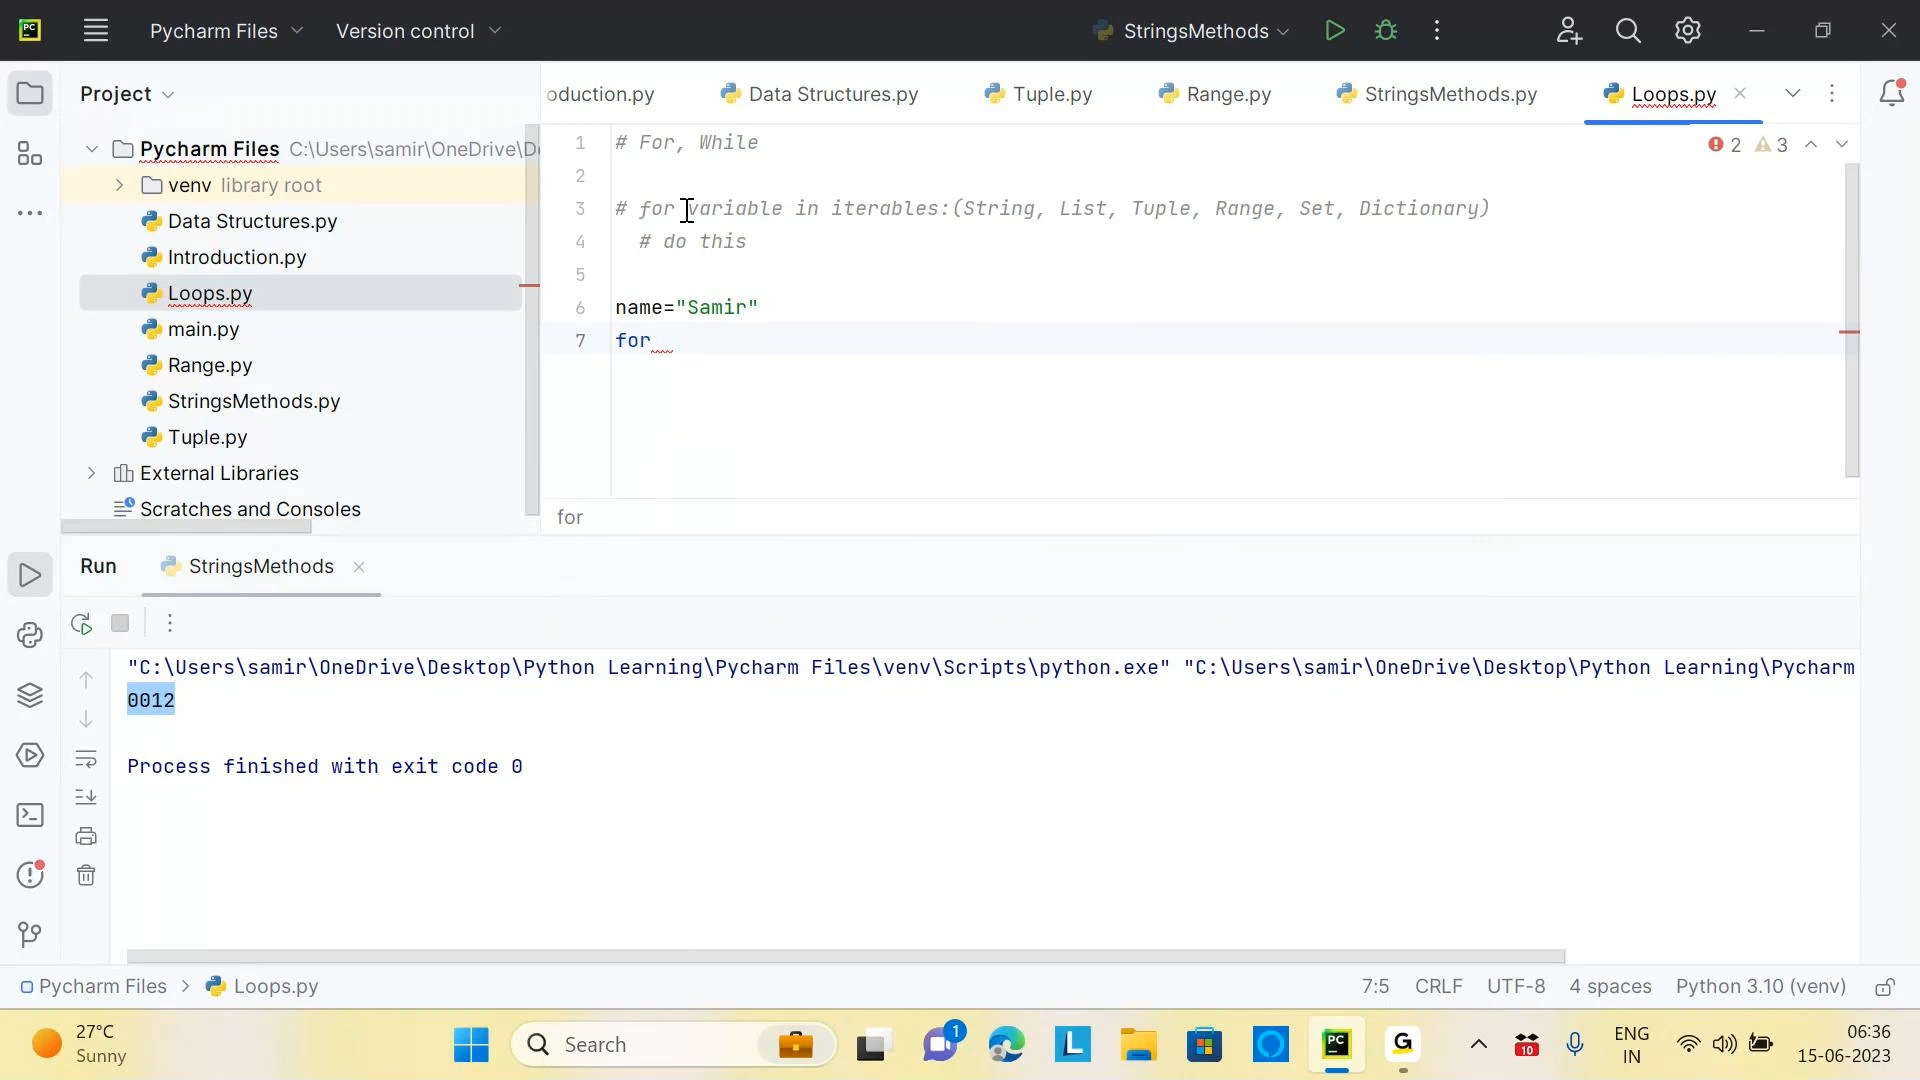 PC Pycharm Files Version control StringsMethods
Project
oduction.py Data Structures.py Tuple.py Range.py StringsMethods.py Loops.py
Pycharm Files C:\Users\samir\OneDrive\D
venv library root
Data Structures.py
Introduction.py
Loops.py
main.py
Range.py
StringsMethods.py
Tuple.py
External Libraries
Scratches and Consoles
2 3
1 # For, While
2
3 # for variable in iterables:(String, List, Tuple, Range, Set, Dictionary)
4 # do this
5
6 name="Samir"
7 for
for
Run StringsMethods
"C:\Users\samir\OneDrive\Desktop\Python Learning\Pycharm Files\venv\Scripts\python.exe" "C:\Users\samir\OneDrive\Desktop\Python Learning\Pycharm
0012
Process finished with exit code 0
Pycharm Files > Loops.py 7:5 CRLF UTF-8 4 spaces Python 3.10 (venv)
27°C
Sunny
Search
1
L
PC
G
10
ENG
IN
06:36
15-06-2023